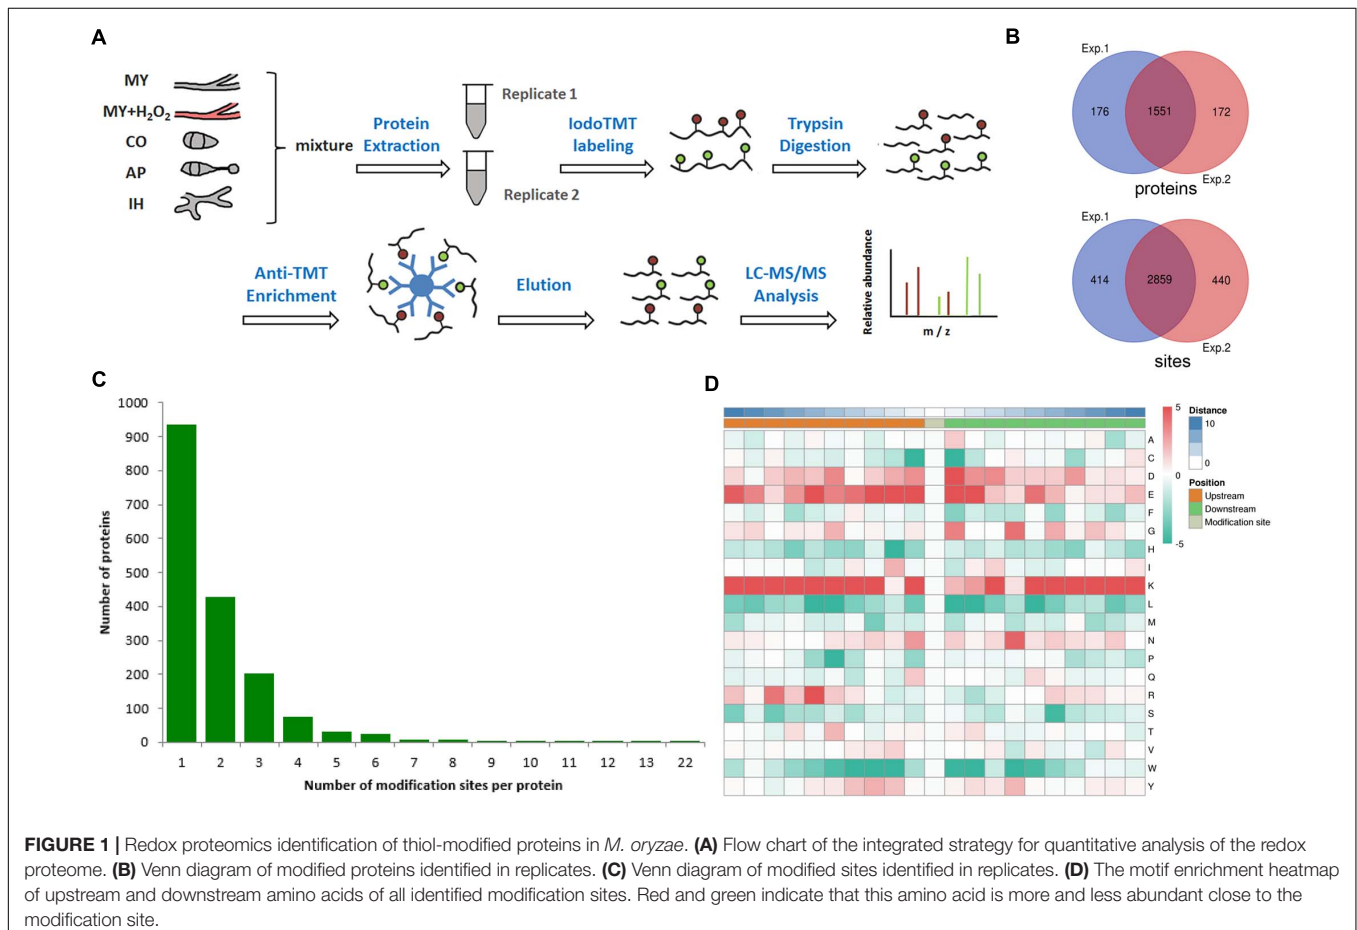 A
MY
MY+H₂O₂
CO
AP
IH
mixture
Protein
Extraction
Replicate 1
Replicate 2
IodoTMT
labeling
Trypsin
Digestion
Anti-TMT
Enrichment
Elution
LC-MS/MS
Analysis
Relative abundance
m / z
B
Exp.1
176
1551
172
Exp.2
proteins
Exp.1
414
2859
440
Exp.2
sites
C
Number of proteins
1000
900
800
700
600
500
400
300
200
100
0
1 2 3 4 5 6 7 8 9 10 11 12 13 22
Number of modification sites per protein
D
A
C
D
E
F
G
H
I
K
L
M
N
P
Q
R
S
T
V
W
Y
5
0
-5
Distance
10
0
Position
Upstream
Downstream
Modification site
FIGURE 1 | Redox proteomics identification of thiol-modified proteins in M. oryzae. (A) Flow chart of the integrated strategy for quantitative analysis of the redox
proteome. (B) Venn diagram of modified proteins identified in replicates. (C) Venn diagram of modified sites identified in replicates. (D) The motif enrichment heatmap
of upstream and downstream amino acids of all identified modification sites. Red and green indicate that this amino acid is more and less abundant close to the
modification site.